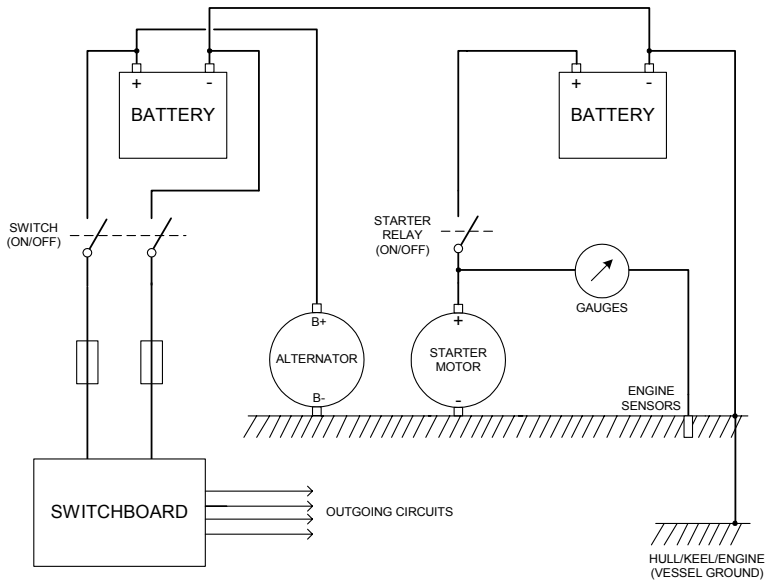 + -
BATTERY
+ -
BATTERY
SWITCH
(ON/OFF)
STARTER
RELAY
(ON/OFF)
GAUGES
B+
ALTERNATOR
B-
+
STARTER
MOTOR
-
ENGINE
SENSORS
SWITCHBOARD
OUTGOING CIRCUITS
HULL/KEEL/ENGINE
(VESSEL GROUND)